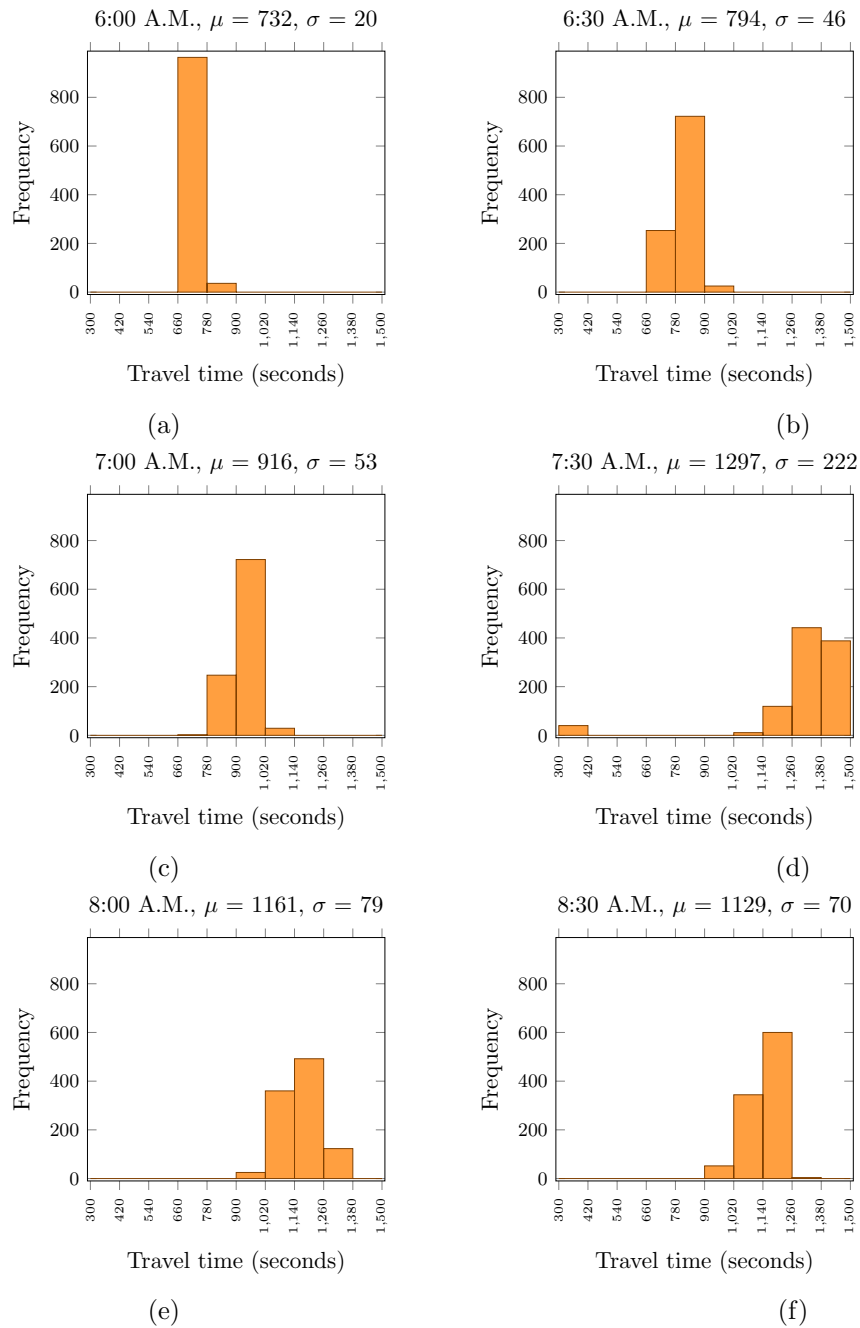 6:00 A.M., μ = 732, σ = 20
800
600
400
200
0
Frequency
300 420 540 660 780 900 1,020 1,140 1,260 1,380 1,500
Travel time (seconds)
(a)
6:30 A.M., μ = 794, σ = 46
800
600
400
200
0
Frequency
300 420 540 660 780 900 1,020 1,140 1,260 1,380 1,500
Travel time (seconds)
(b)
7:00 A.M., μ = 916, σ = 53
800
600
400
200
0
Frequency
300 420 540 660 780 900 1,020 1,140 1,260 1,380 1,500
Travel time (seconds)
(c)
7:30 A.M., μ = 1297, σ = 222
800
600
400
200
0
Frequency
300 420 540 660 780 900 1,020 1,140 1,260 1,380 1,500
Travel time (seconds)
(d)
8:00 A.M., μ = 1161, σ = 79
800
600
400
200
0
Frequency
300 420 540 660 780 900 1,020 1,140 1,260 1,380 1,500
Travel time (seconds)
(e)
8:30 A.M., μ = 1129, σ = 70
800
600
400
200
0
Frequency
300 420 540 660 780 900 1,020 1,140 1,260 1,380 1,500
Travel time (seconds)
(f)